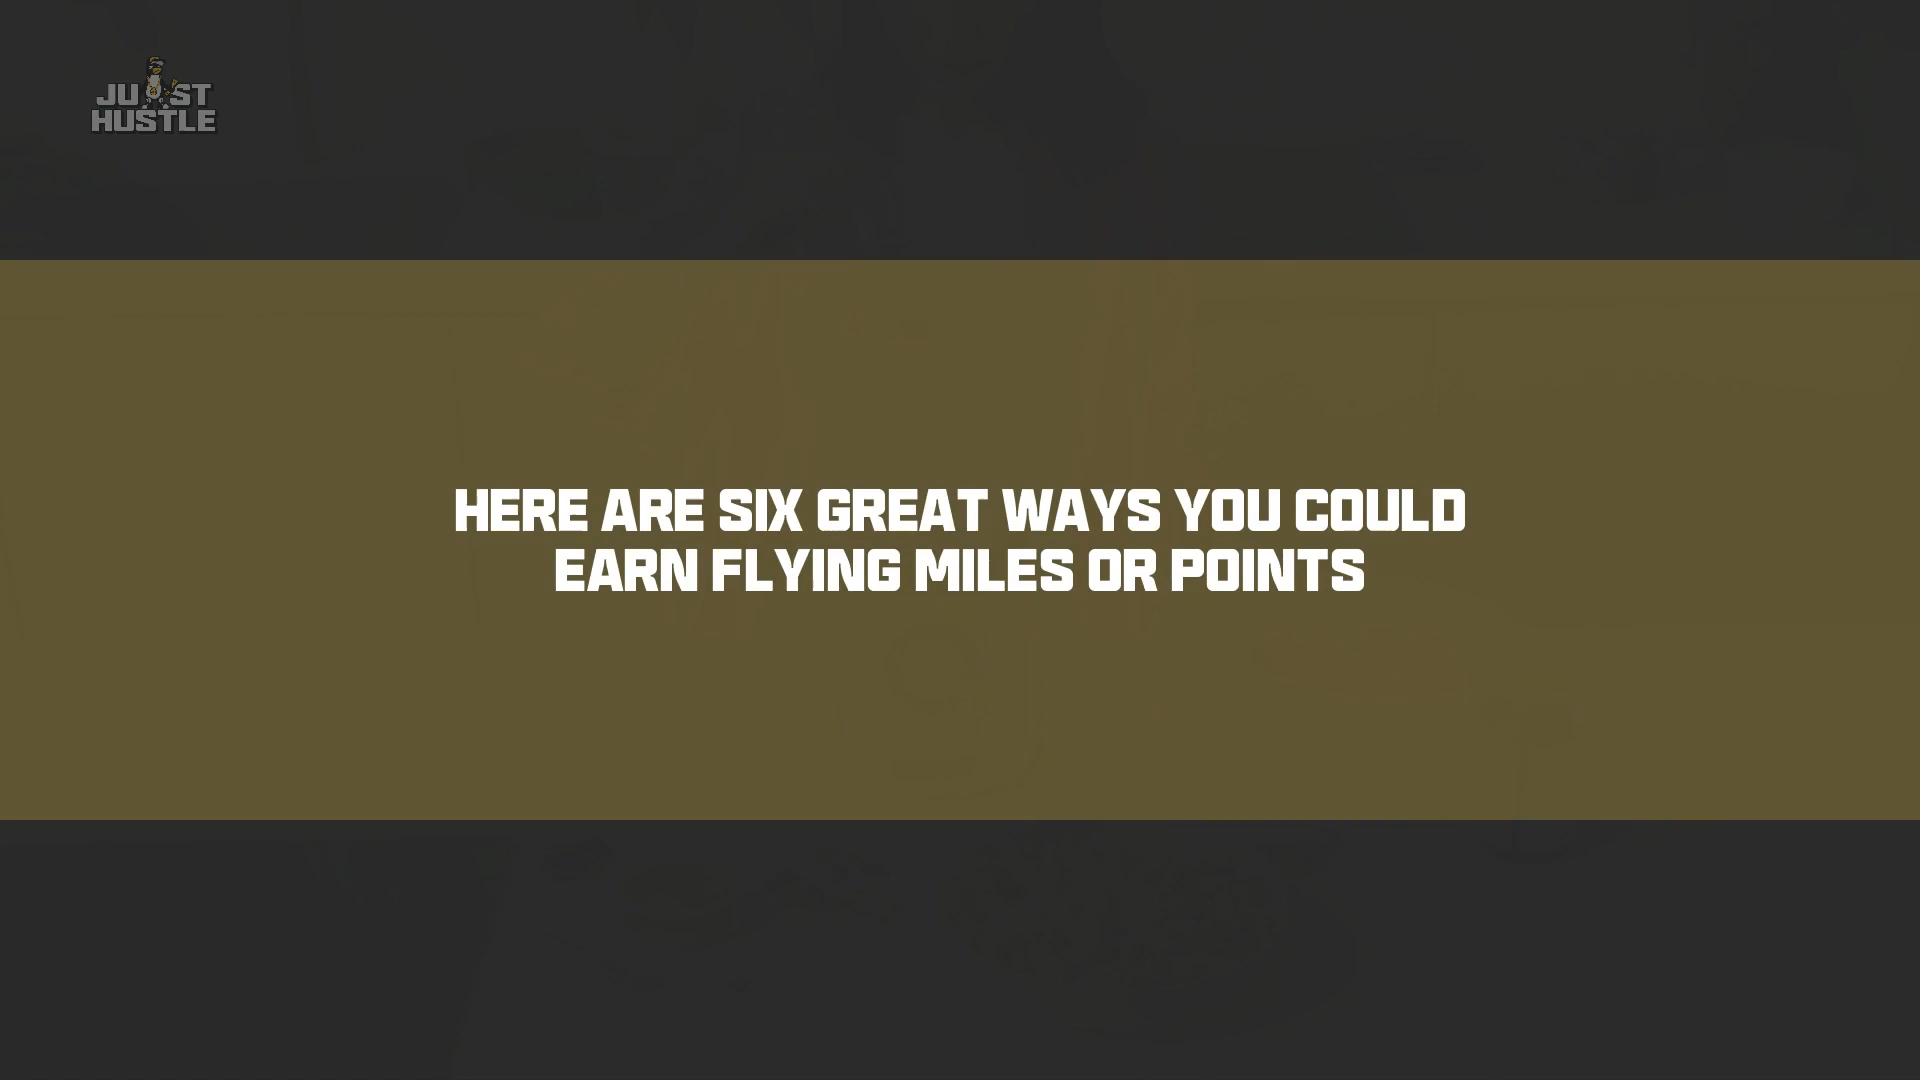 JUST
HUSTLE
HERE ARE SIX GREAT WAYS YOU COULD
EARN FLYING MILES OR POINTS